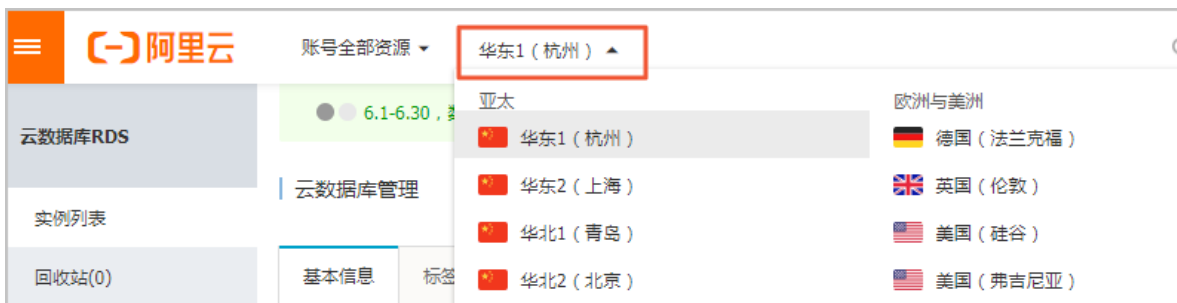 阿里云
账号全部资源
华东1（杭州）
云数据库RDS
实例列表
回收站(0)
6.1-6.30，
云数据库管理
基本信息
标签
亚太
华东1（杭州）
华东2（上海）
华北1（青岛）
华北2（北京）
欧洲与美洲
德国（法兰克福）
英国（伦敦）
美国（硅谷）
美国（弗吉尼亚）